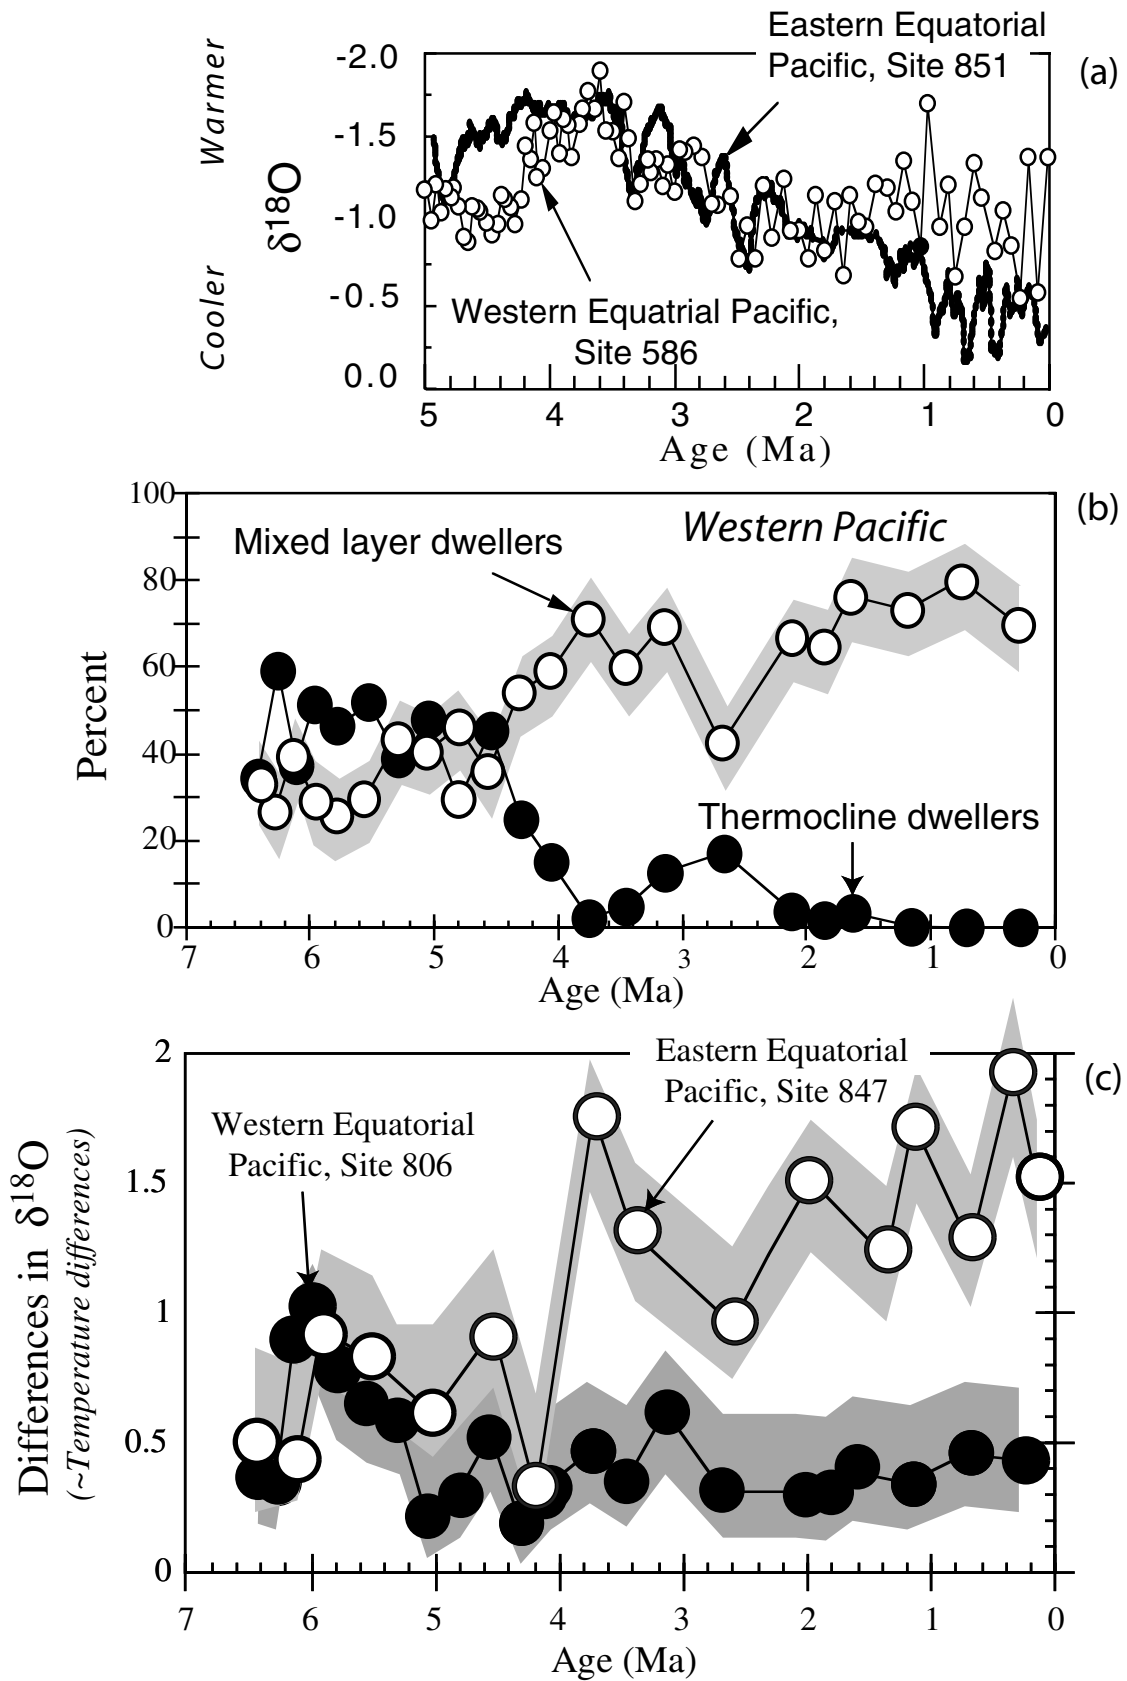 Eastern Equatorial
Pacific, Site 851
(a)
Warmer
Cooler
δ18O
-2.0
-1.5
-1.0
-0.5
0.0
Western Equatrial Pacific,
Site 586
5 4 3 2 1 0
Age (Ma)
(b)
Western Pacific
Mixed layer dwellers
Percent
100
80
60
40
20
0
Thermocline dwellers
7 6 5 4 3 2 1 0
Age (Ma)
(c)
Eastern Equatorial
Pacific, Site 847
Western Equatorial
Pacific, Site 806
Differences in δ18O
(~Temperature differences)
2
1.5
1
0.5
0
7 6 5 4 3 2 1 0
Age (Ma)